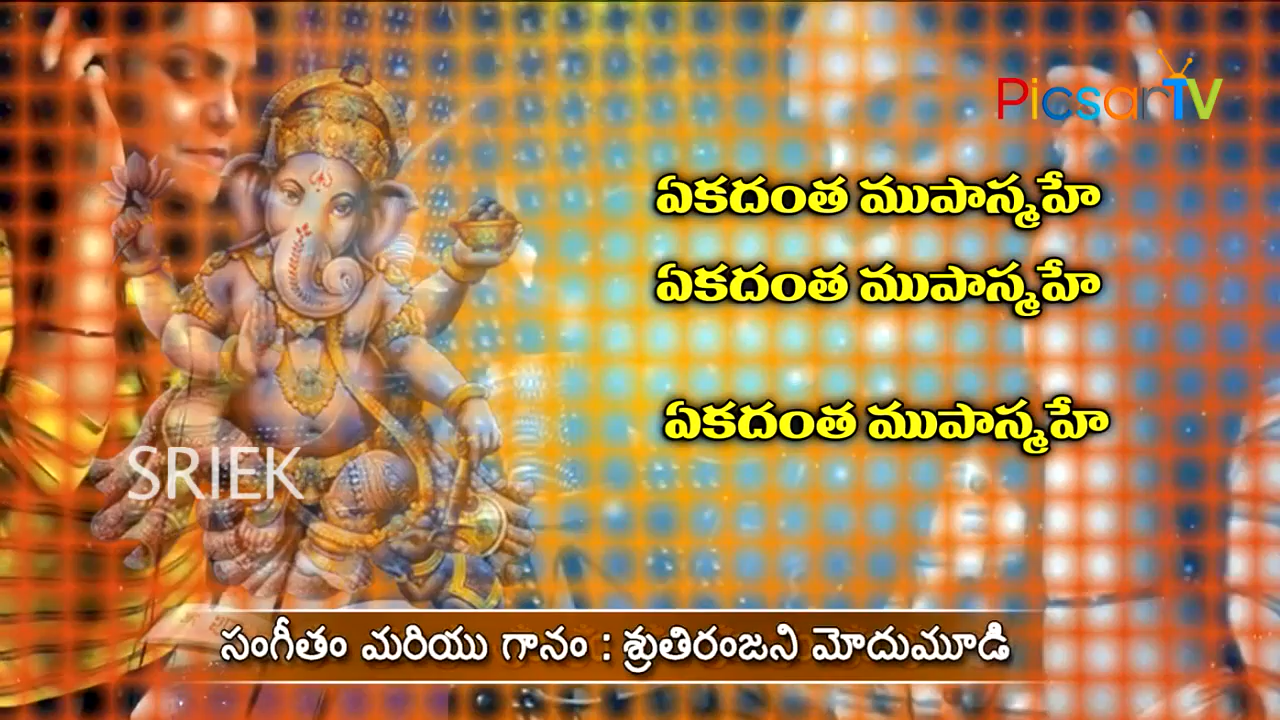 PicsarTV
ఏకదంత ముపాస్మహే
ఏకదంత ముపాస్మహే
ఏకదంత ముపాస్మహే
SRIEK
సంగీతం మరియు గానం : శ్రుతిరంజని మోదుమూడి